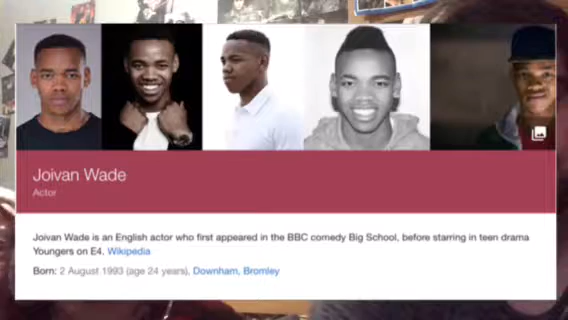 Joivan Wade
Actor
Joivan Wade is an English actor who first appeared in the BBC comedy Big School, before starring in teen drama
Youngers on E4. Wikipedia
Born: 2 August 1993 (age 24 years), Downham, Bromley